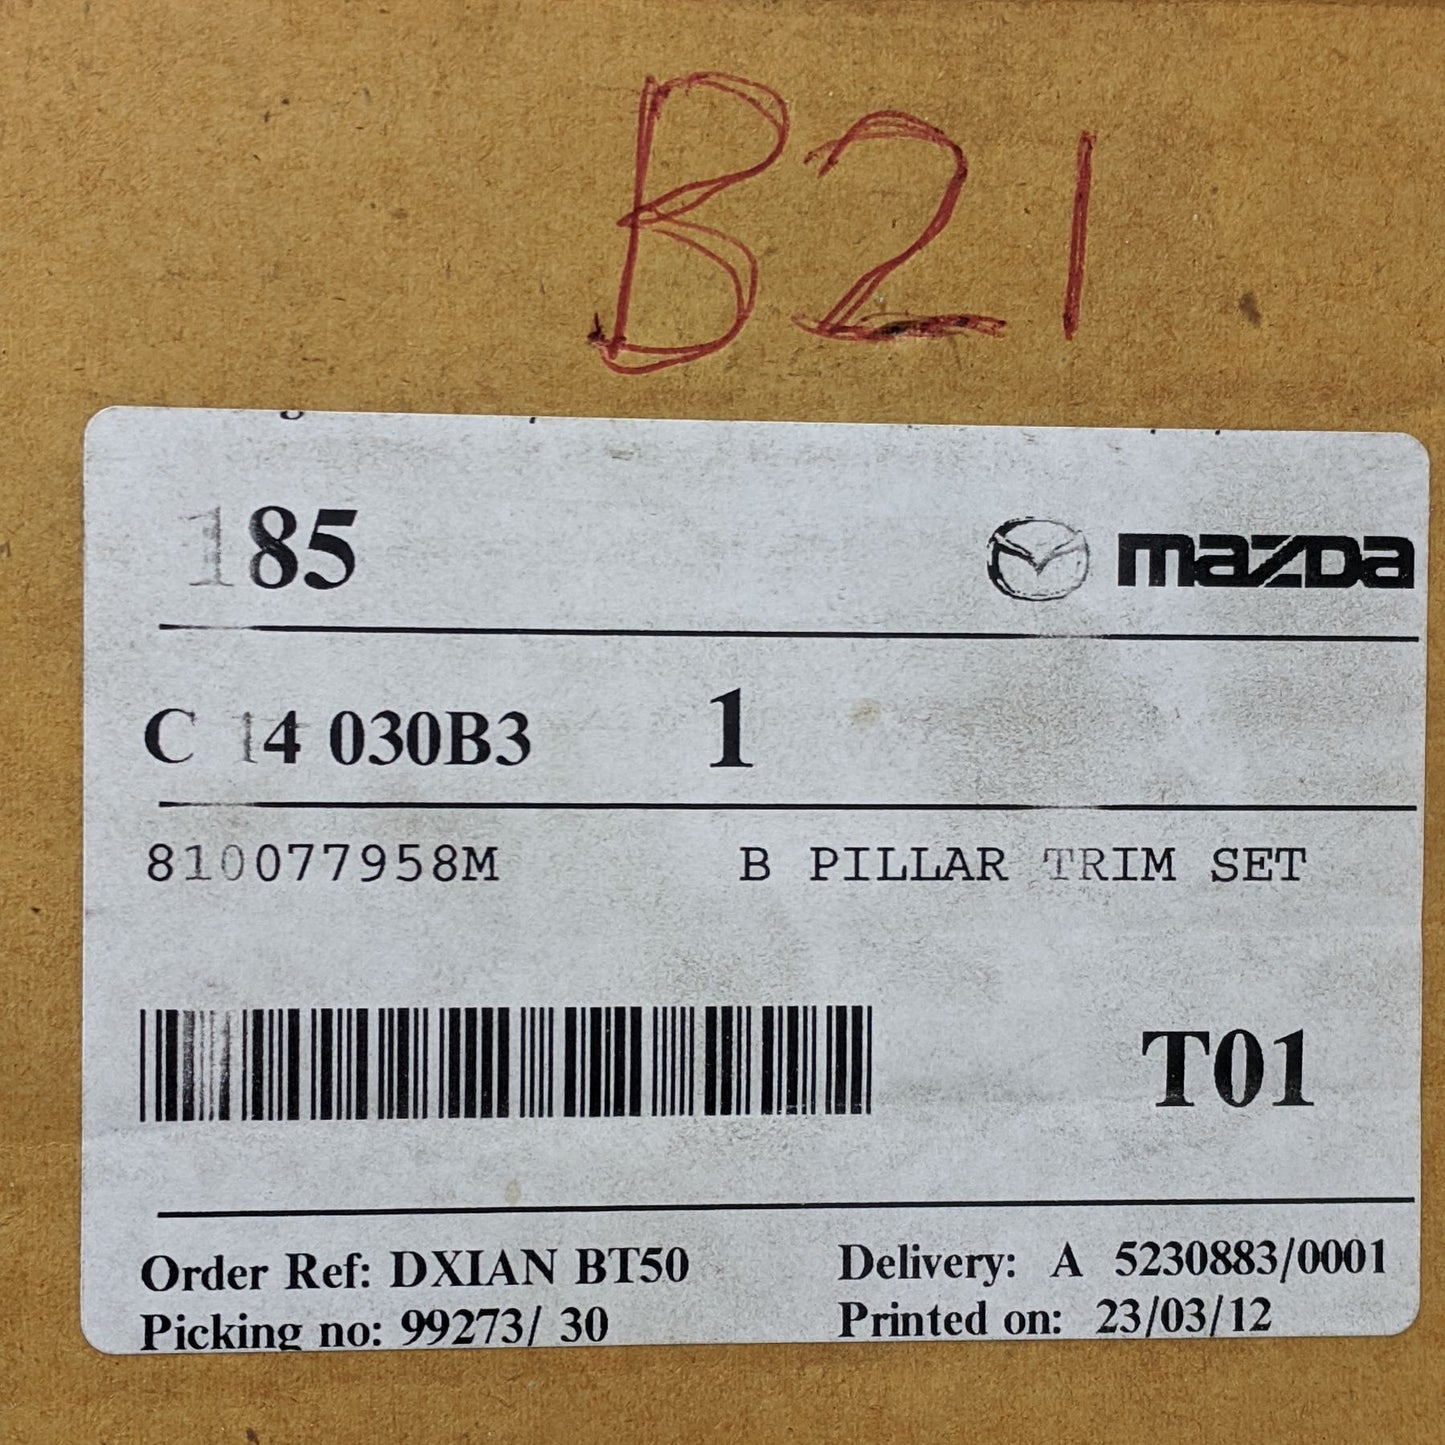 B21
185 mazda
C 14 030B3 1
810077958M B PILLAR TRIM SET
T01
Order Ref: DXIAN BT50 Delivery: A 5230883/0001
Picking no: 99273/ 30 Printed on: 23/03/12